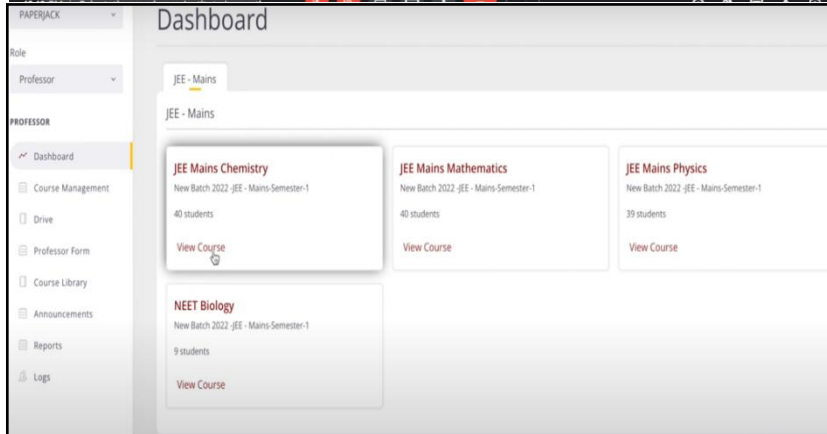 PAPERJACK
Dashboard
Role
Professor
JEE - Mains
PROFESSOR
JEE - Mains
Dashboard
Course Management
Drive
Professor Form
Course Library
Announcements
Reports
Logs
JEE Mains Chemistry
New Batch 2022 -JEE - Mains-Semester-1
40 students
View Course
JEE Mains Mathematics
New Batch 2022 -JEE - Mains-Semester-1
40 students
View Course
JEE Mains Physics
New Batch 2022 -JEE - Mains-Semester-1
39 students
View Course
NEET Biology
New Batch 2022 -JEE - Mains-Semester-1
9 students
View Course